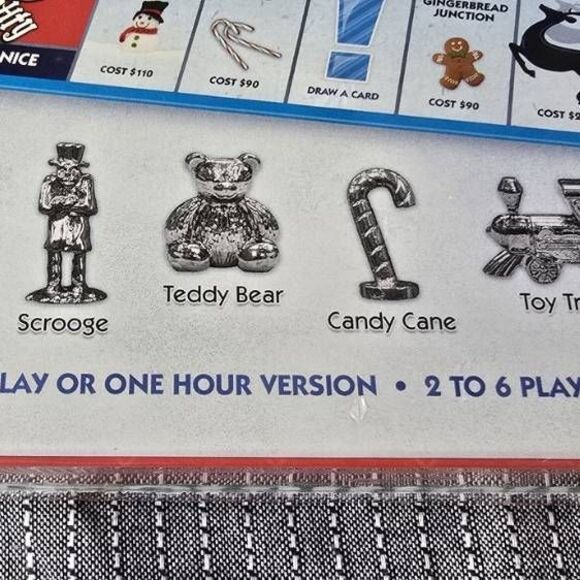 NICE
COST $110
COST $90
DRAW A CARD
GINGERBREAD
JUNCTION
COST $90
Scrooge
Teddy Bear
Candy Cane
Toy
LAY OR ONE HOUR VERSION • 2 TO 6 PLAY